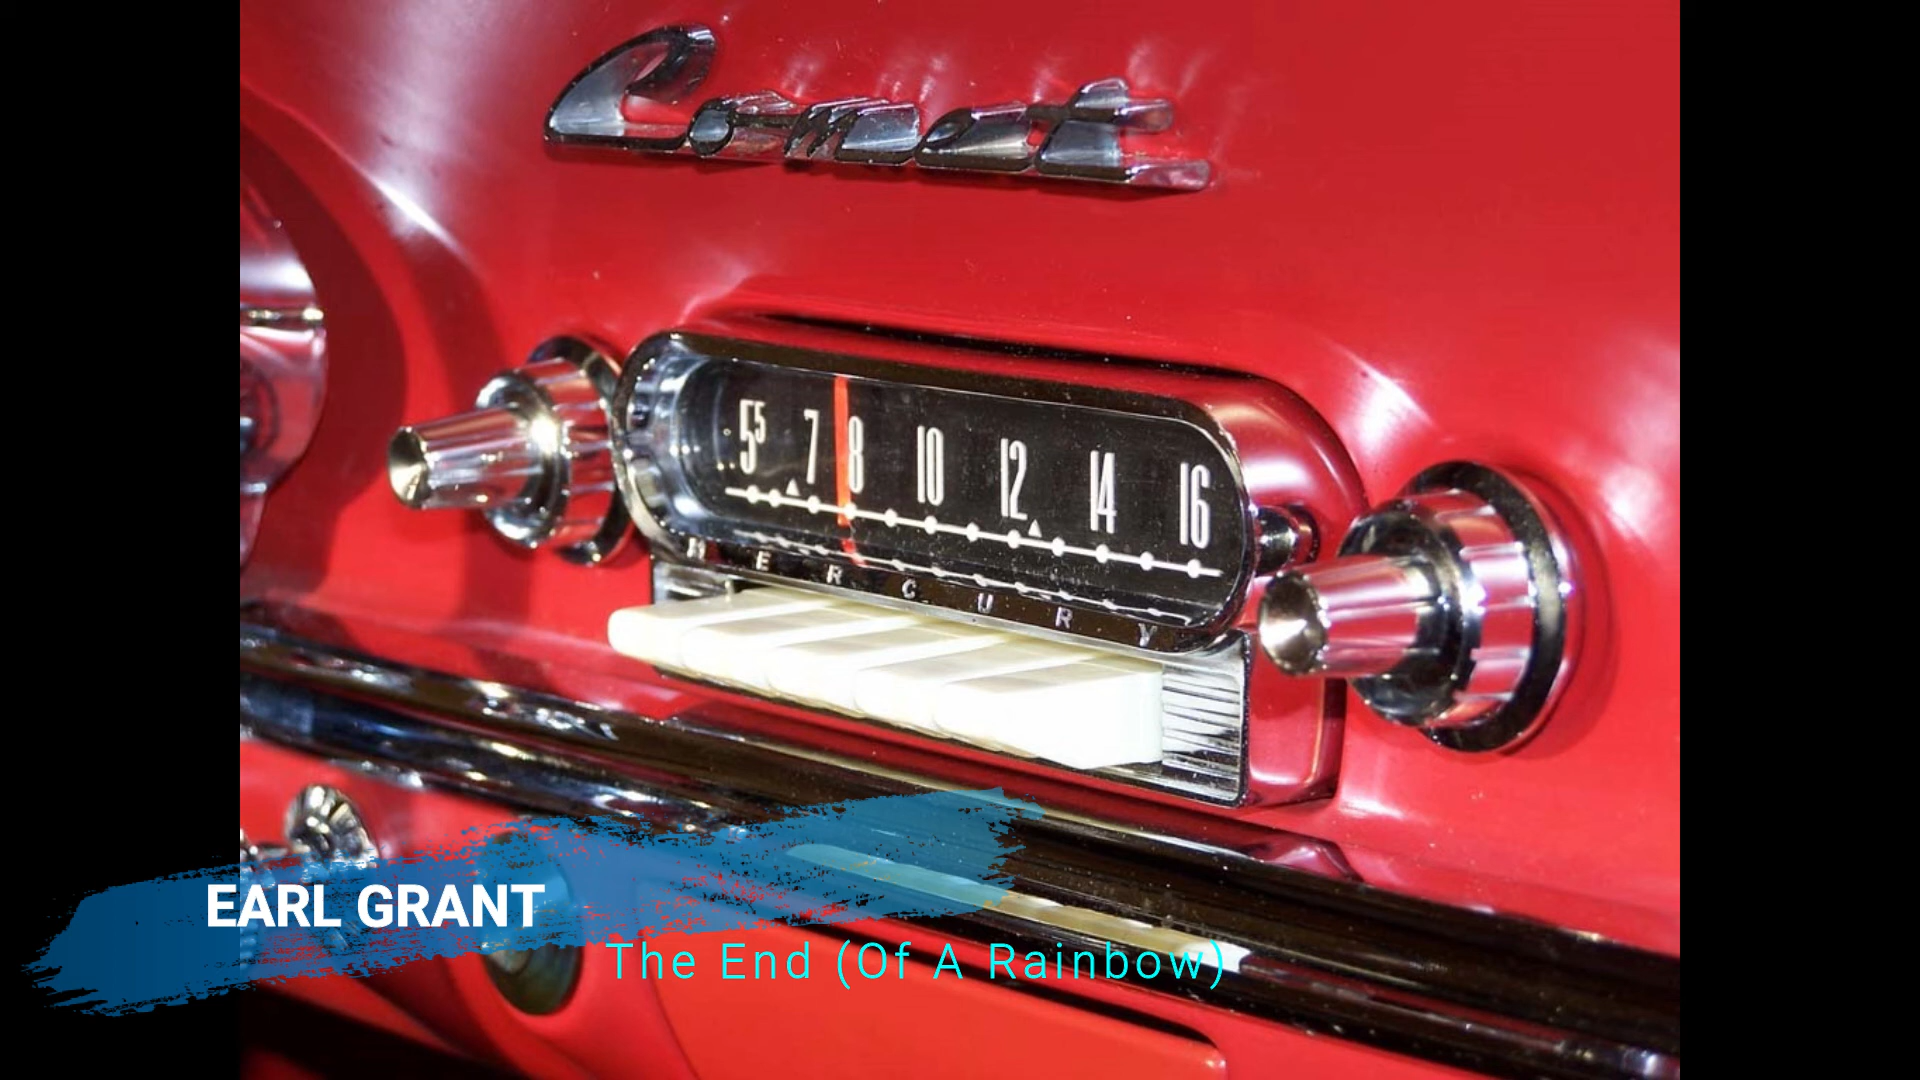 Comet
5⁵ 7 8 10 12 14 16
MERCURY
EARL GRANT
The End (Of A Rainbow)